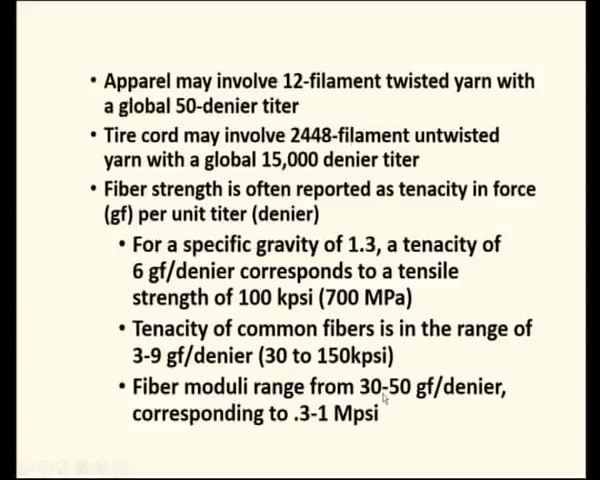 • Apparel may involve 12-filament twisted yarn with
a global 50-denier titer
• Tire cord may involve 2448-filament untwisted
yarn with a global 15,000 denier titer
• Fiber strength is often reported as tenacity in force
(gf) per unit titer (denier)
• For a specific gravity of 1.3, a tenacity of
6 gf/denier corresponds to a tensile
strength of 100 kpsi (700 MPa)
• Tenacity of common fibers is in the range of
3-9 gf/denier (30 to 150kpsi)
• Fiber moduli range from 30-50 gf/denier,
corresponding to .3-1 Mpsi